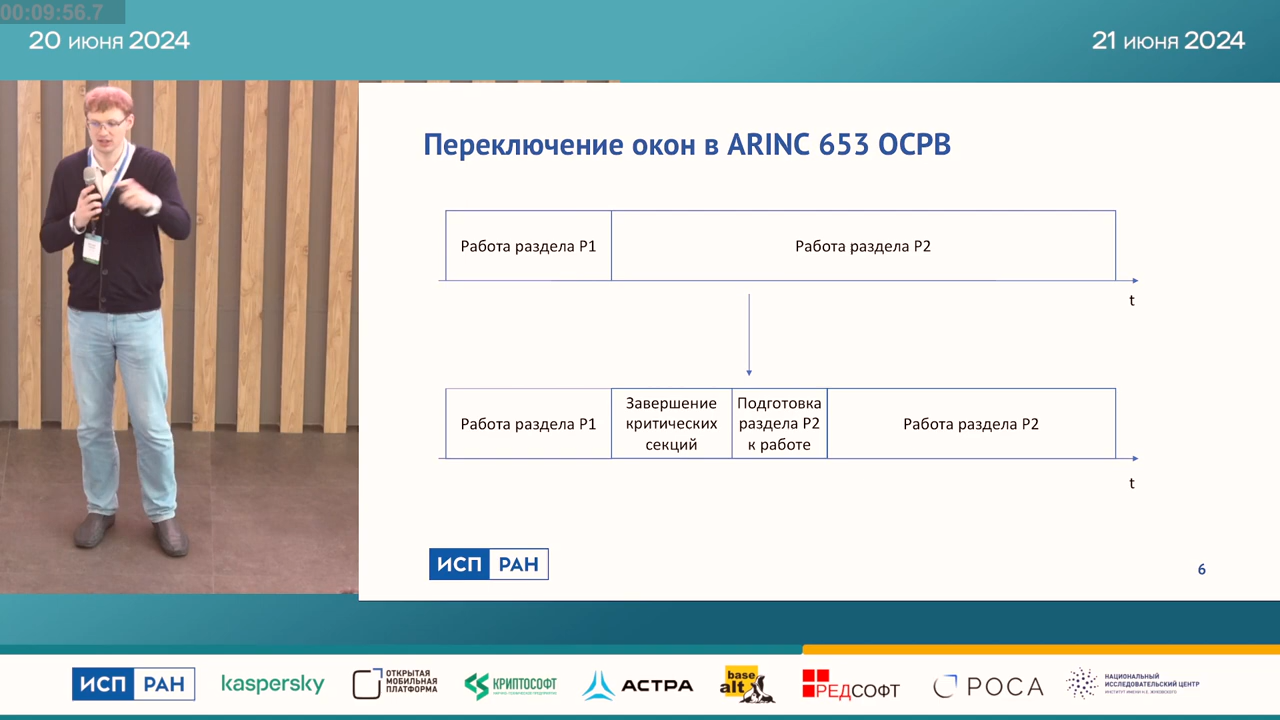 00:09:56.7
20 июня 2024
21 июня 2024
Переключение окон в ARINC 653 ОСРВ
Работа раздела P1
Работа раздела P2
t
Работа раздела P1
Завершение
критических
секций
Подготовка
раздела P2
к работе
Работа раздела P2
t
ИСП РАН
6
ИСП РАН
kaspersky
ОТКРЫТАЯ
МОБИЛЬНАЯ
ПЛАТФОРМА
КРИПТОСОФТ
АСТРА
base
alt
РЕДСОФТ
РОСА
НАЦИОНАЛЬНЫЙ
ИССЛЕДОВАТЕЛЬСКИЙ ЦЕНТР